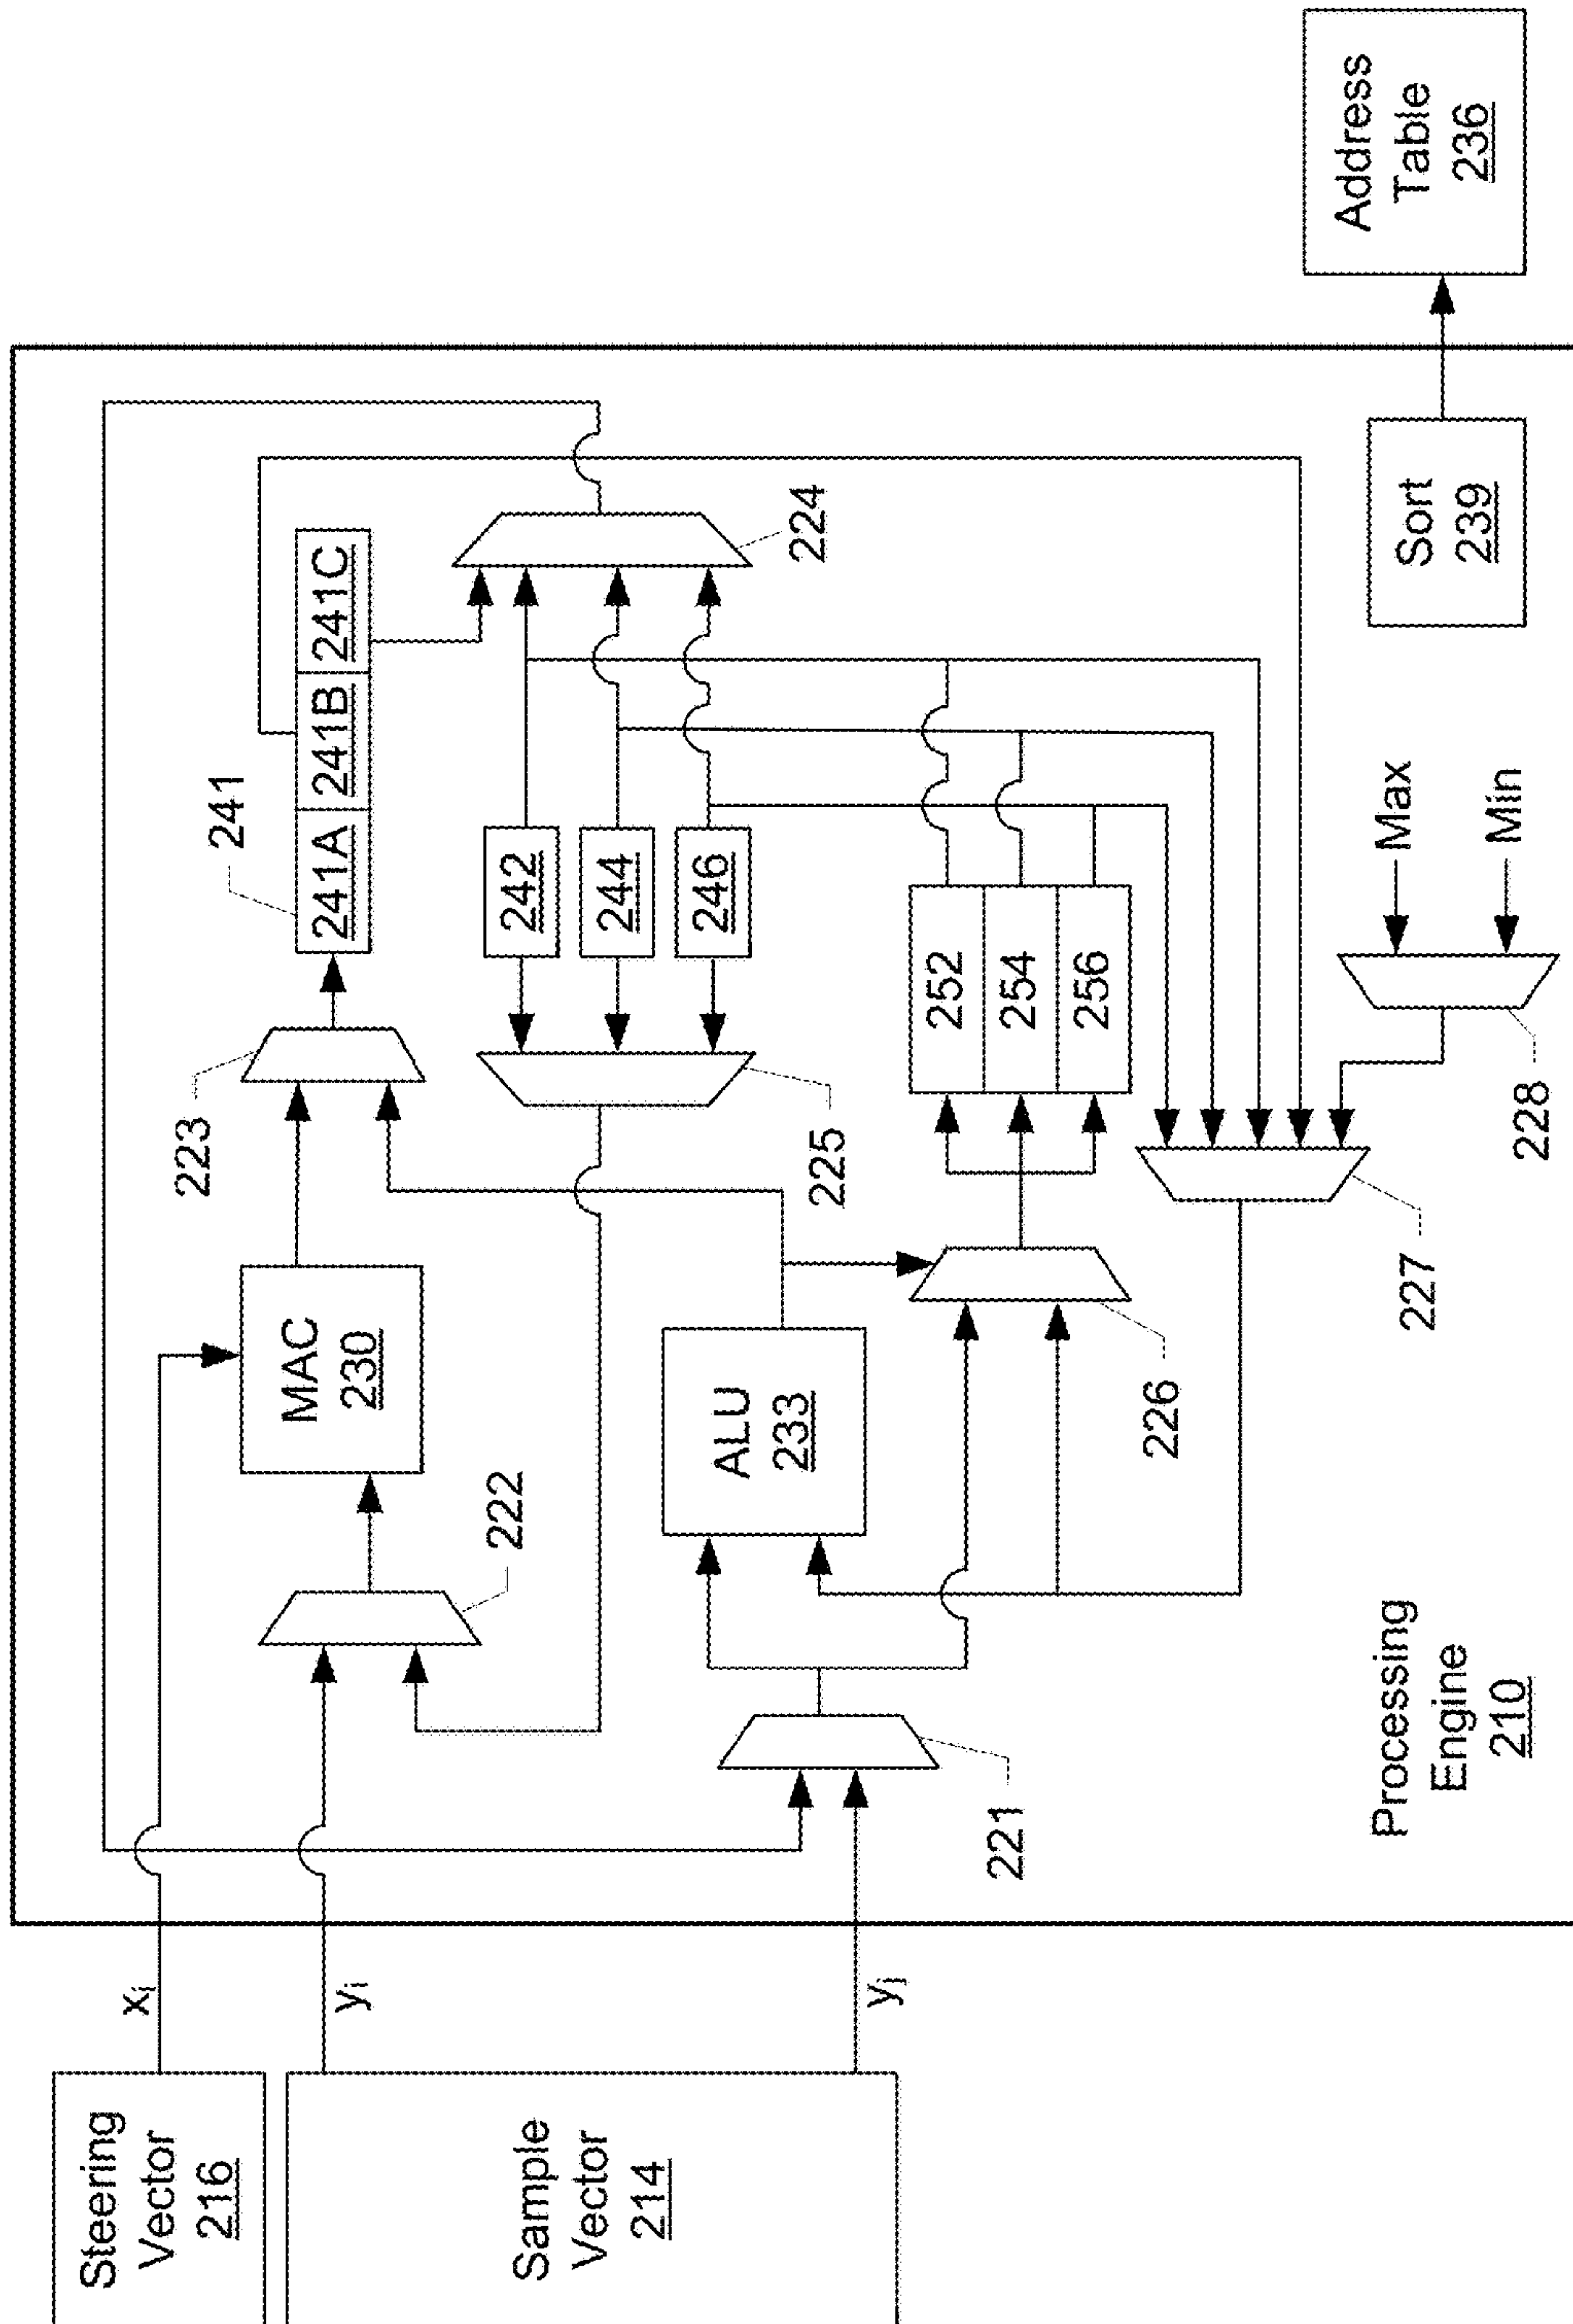 Steering
Vector
216
Sample
Vector
214
xᵢ
yᵢ
yⱼ
Processing
Engine
210
221
222
MAC
230
ALU
233
223
225
226
227
228
241
241A
241B
241C
242
244
246
252
254
256
224
Max
Min
Sort
239
Address
Table
236